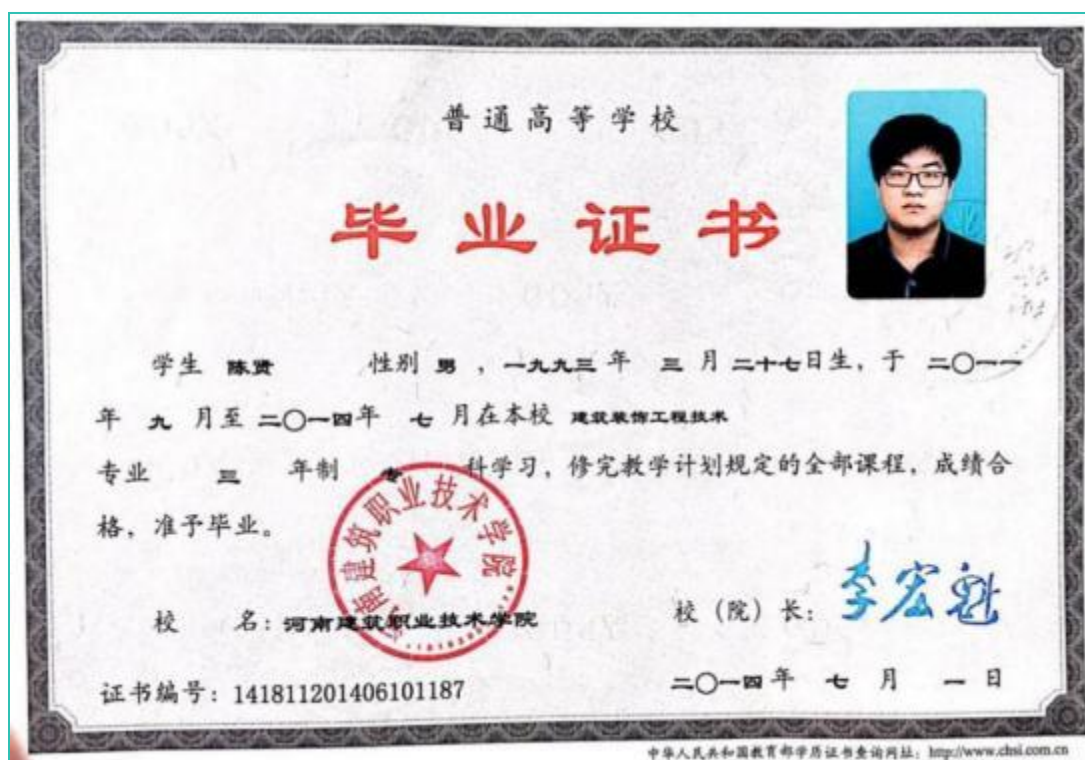 普通高等学校
毕业证书
学生 陈贤 性别 男 ，一九九三 年 三 月 二十七日生，于 二〇一一
年 九 月至 二〇一四年 七 月在本校 建筑装饰工程技术
专业 三 年制 专 科学习，修完教学计划规定的全部课程，成绩合
格，准予毕业。
河南建筑职业技术学院
校 名：河南建筑职业技术学院
校（院）长：李宏魁
证书编号：141811201406101187
二〇一四年 七 月 一 日
中华人民共和国教育部学历证书查询网址：http://www.chsi.com.cn